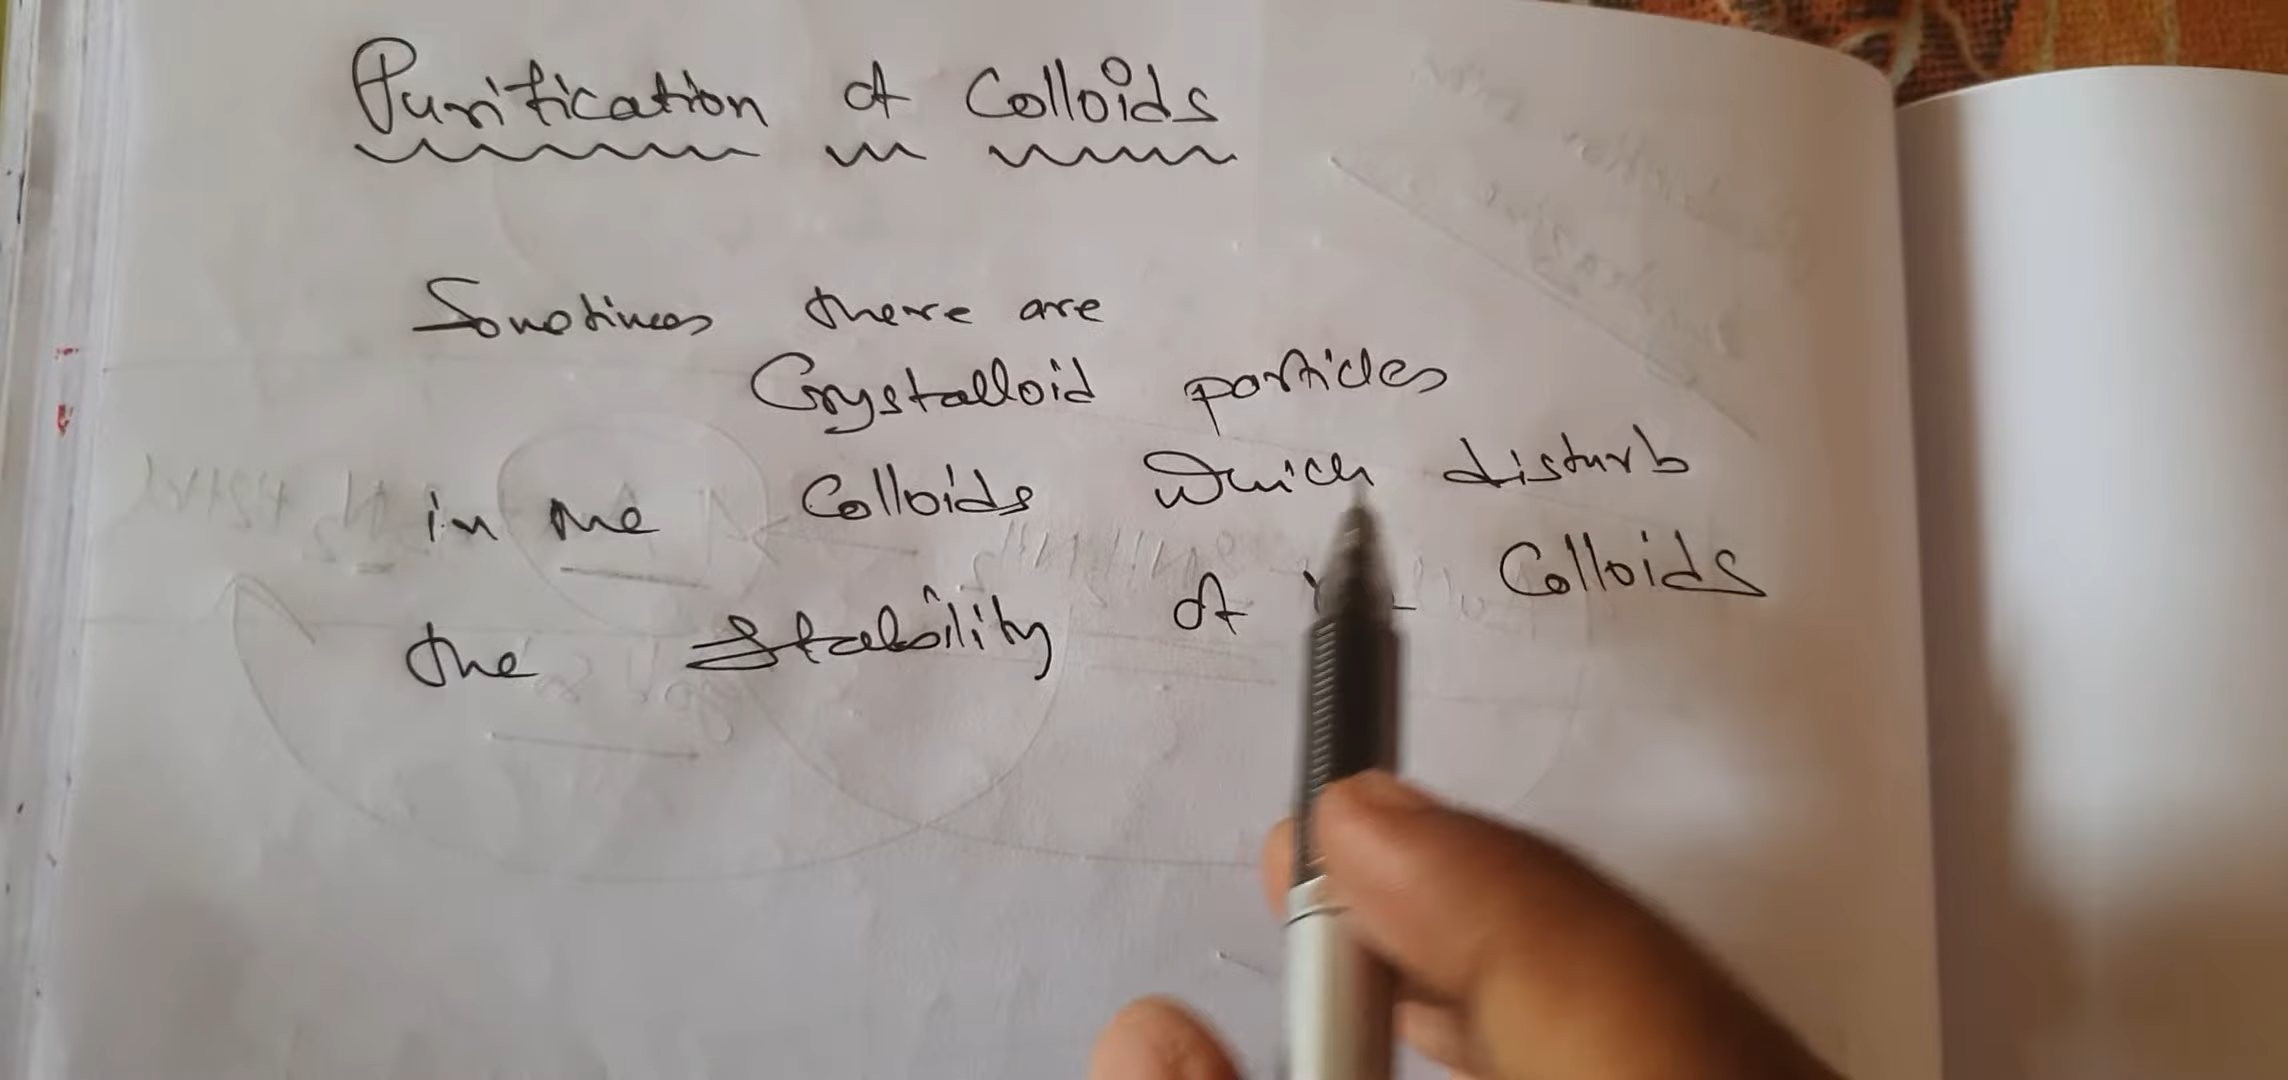 Purification of Colloids
Sometimes there are
Crystalloid particles
in the Colloids which disturb
the stability of Colloids